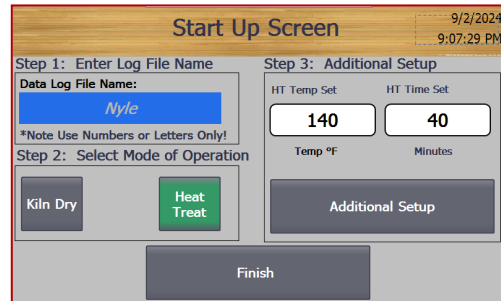 Start Up Screen
9/2/2024
9:07:29 PM
Step 1: Enter Log File Name
Data Log File Name:
Nyle
*Note Use Numbers or Letters Only!
Step 2: Select Mode of Operation
Kiln Dry
Heat
Treat
Step 3: Additional Setup
HT Temp Set
HT Time Set
140
40
Temp ºF
Minutes
Additional Setup
Finish